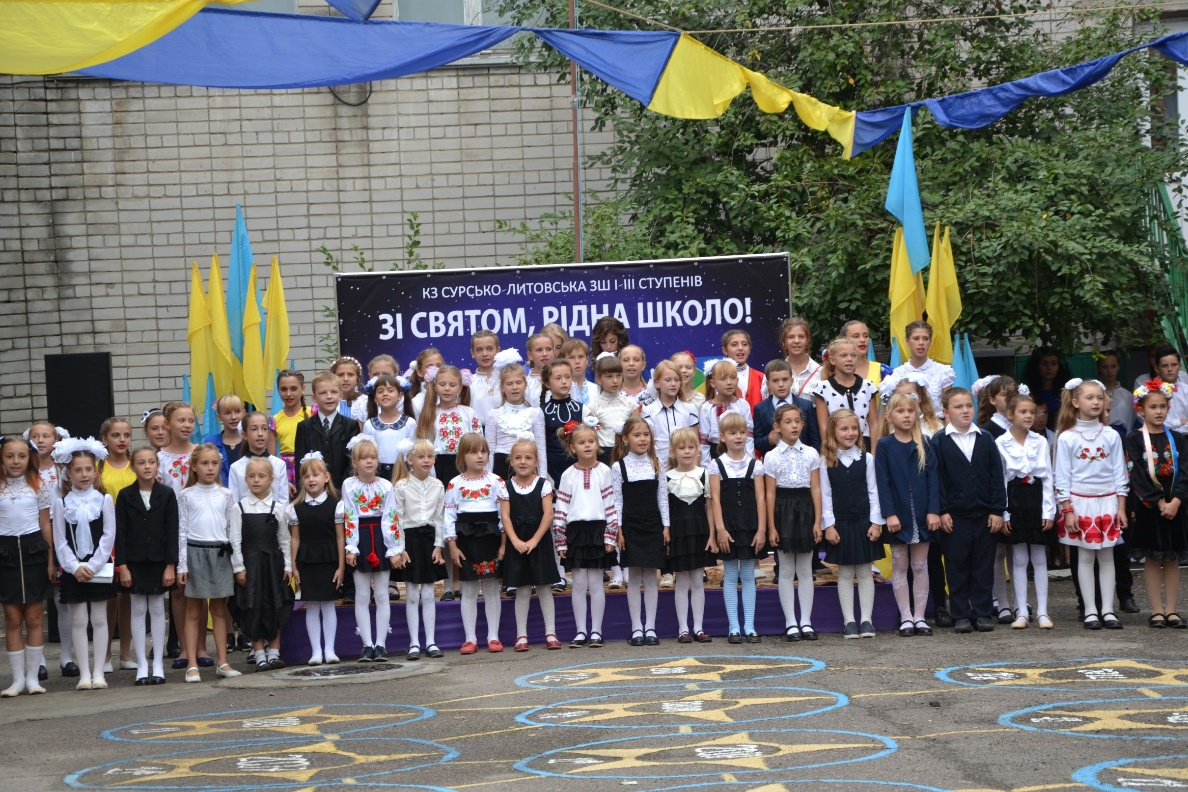 КЗ СУРСЬКО-ЛИТОВСЬКА ЗШ І-ІІІ СТУПЕНІВ
ЗІ СВЯТОМ, РІДНА ШКОЛО!